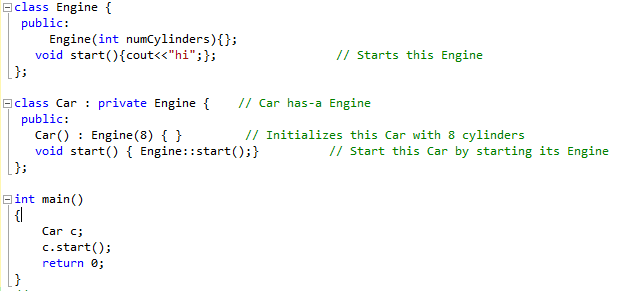 class Engine {
public:
Engine(int numCylinders){};
void start(){cout<<"hi";}; // Starts this Engine
};
class Car : private Engine { // Car has-a Engine
public:
Car() : Engine(8) { } // Initializes this Car with 8 cylinders
void start() { Engine::start();} // Start this Car by starting its Engine
};
int main()
{
Car c;
c.start();
return 0;
}